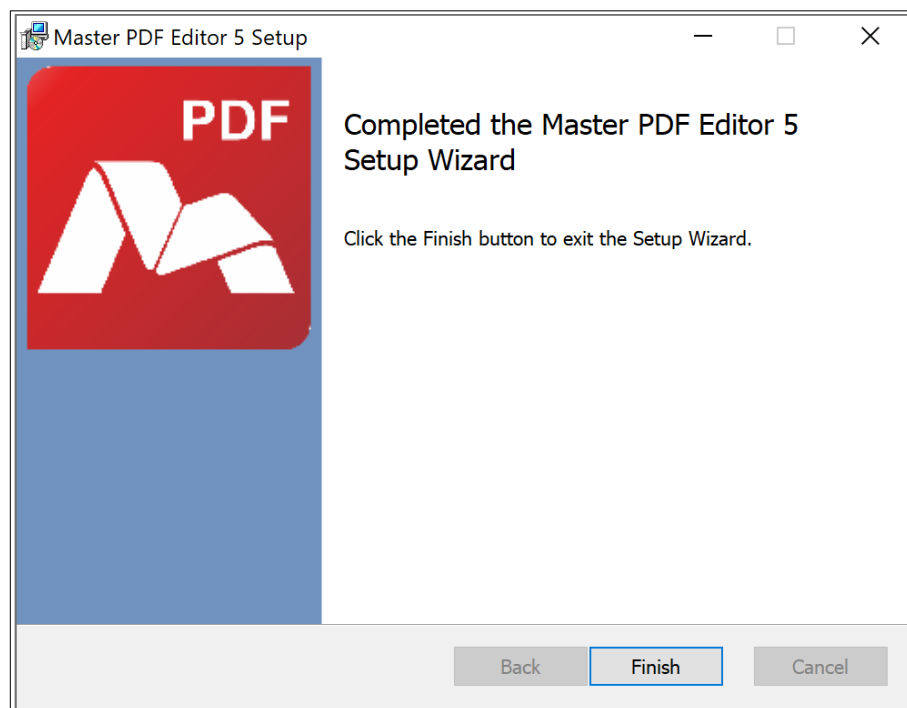 Master PDF Editor 5 Setup
PDF
Completed the Master PDF Editor 5
Setup Wizard
Click the Finish button to exit the Setup Wizard.
Back
Finish
Cancel